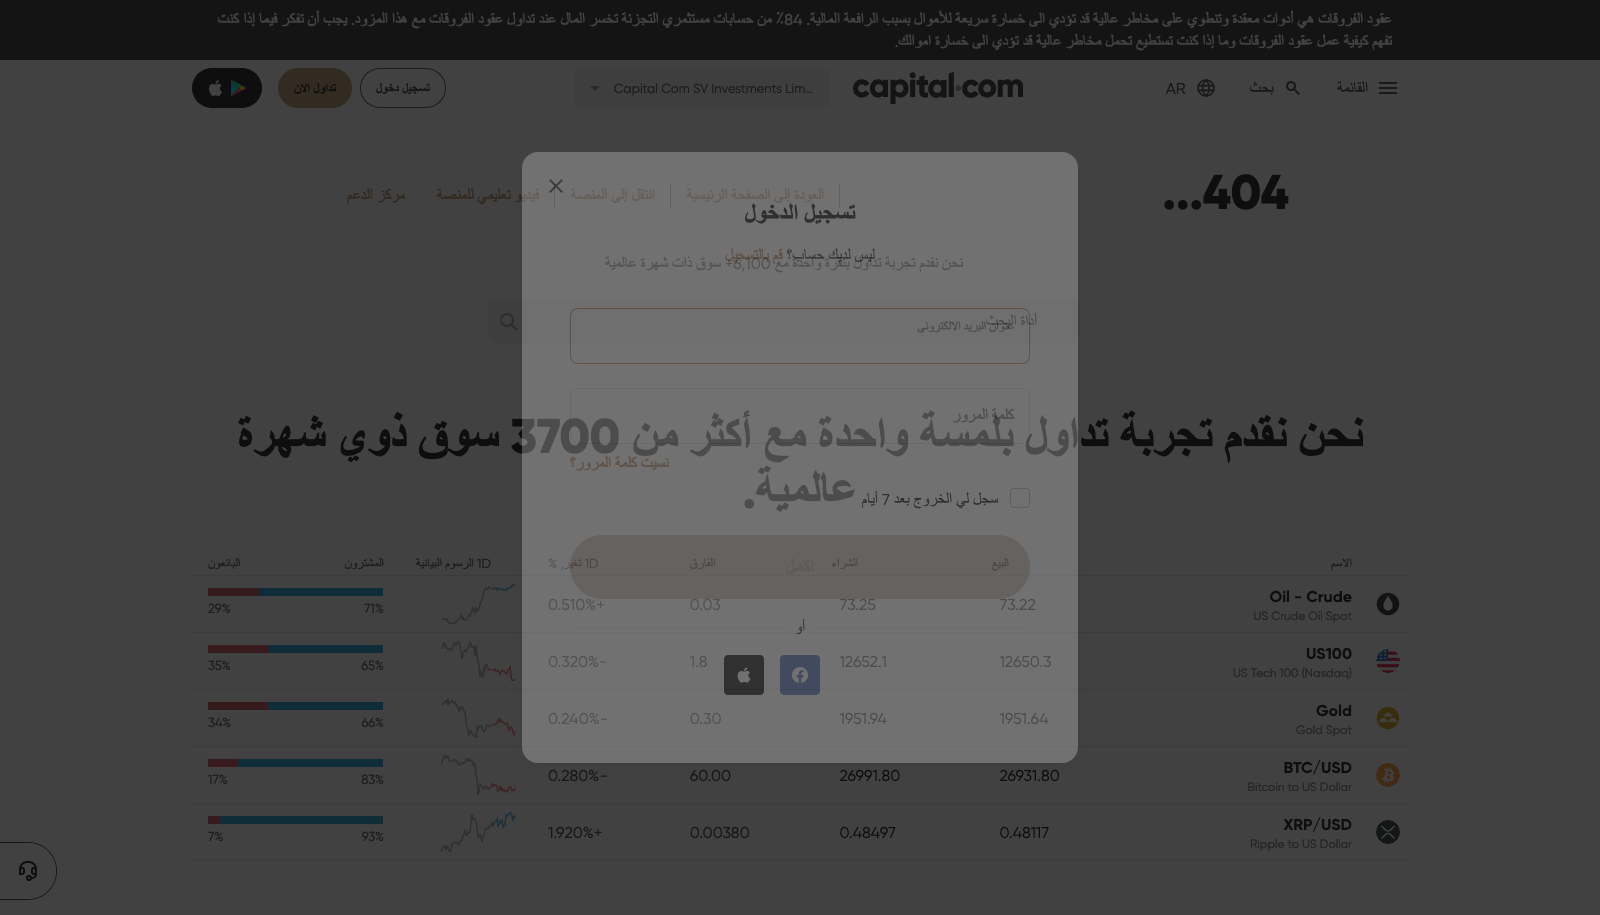 عقود الفروقات هي أدوات معقدة وتنطوي على مخاطر عالية قد تؤدي الى خسارة سريعة للأموال بسبب الرافعة المالية. 84٪ من حسابات مستثمري التجزئة تخسر المال عند تداول عقود الفروقات مع هذا المزود. يجب أن تفكر فيما إذا كنت
تفهم كيفية عمل عقود الفروقات وما إذا كنت تستطيع تحمل مخاطر عالية قد تؤدي الى خسارة اموالك.
القائمة
بحث
AR
capital.com
Capital Com SV Investments Lim...
تسجيل دخول
تداول الان
404...
العودة إلى الصفحة الرئيسية
انتقل إلى المنصة
فيديو تعليمي للمنصة
مركز الدعم
تسجيل الدخول
ليس لديك حساب؟ قم بالتسجيل
نحن نقدم تجربة تداول بنقرة واحدة مع 6,100+ سوق ذات شهرة عالمية
أداة البحث
عنوان البريد الالكتروني
كلمة المرور
نحن نقدم تجربة تداول بلمسة واحدة مع أكثر من 3700 سوق ذوي شهرة
عالمية.
نسيت كلمة المرور؟
سجل لي الخروج بعد 7 أيام
اكمل
أو
الاسم البيع الشراء الفارق 1D تغير, % 1D الرسوم البيانية المشترون البائعون
Oil - Crude 73.22 73.25 0.03 0.510%+ 71% 29%
US Crude Oil Spot
US100 12650.3 12652.1 1.8 0.320%- 65% 35%
US Tech 100 (Nasdaq)
Gold 1951.64 1951.94 0.30 0.240%- 66% 34%
Gold Spot
BTC/USD 26931.80 26991.80 60.00 0.280%- 83% 17%
Bitcoin to US Dollar
XRP/USD 0.48117 0.48497 0.00380 1.920%+ 93% 7%
Ripple to US Dollar